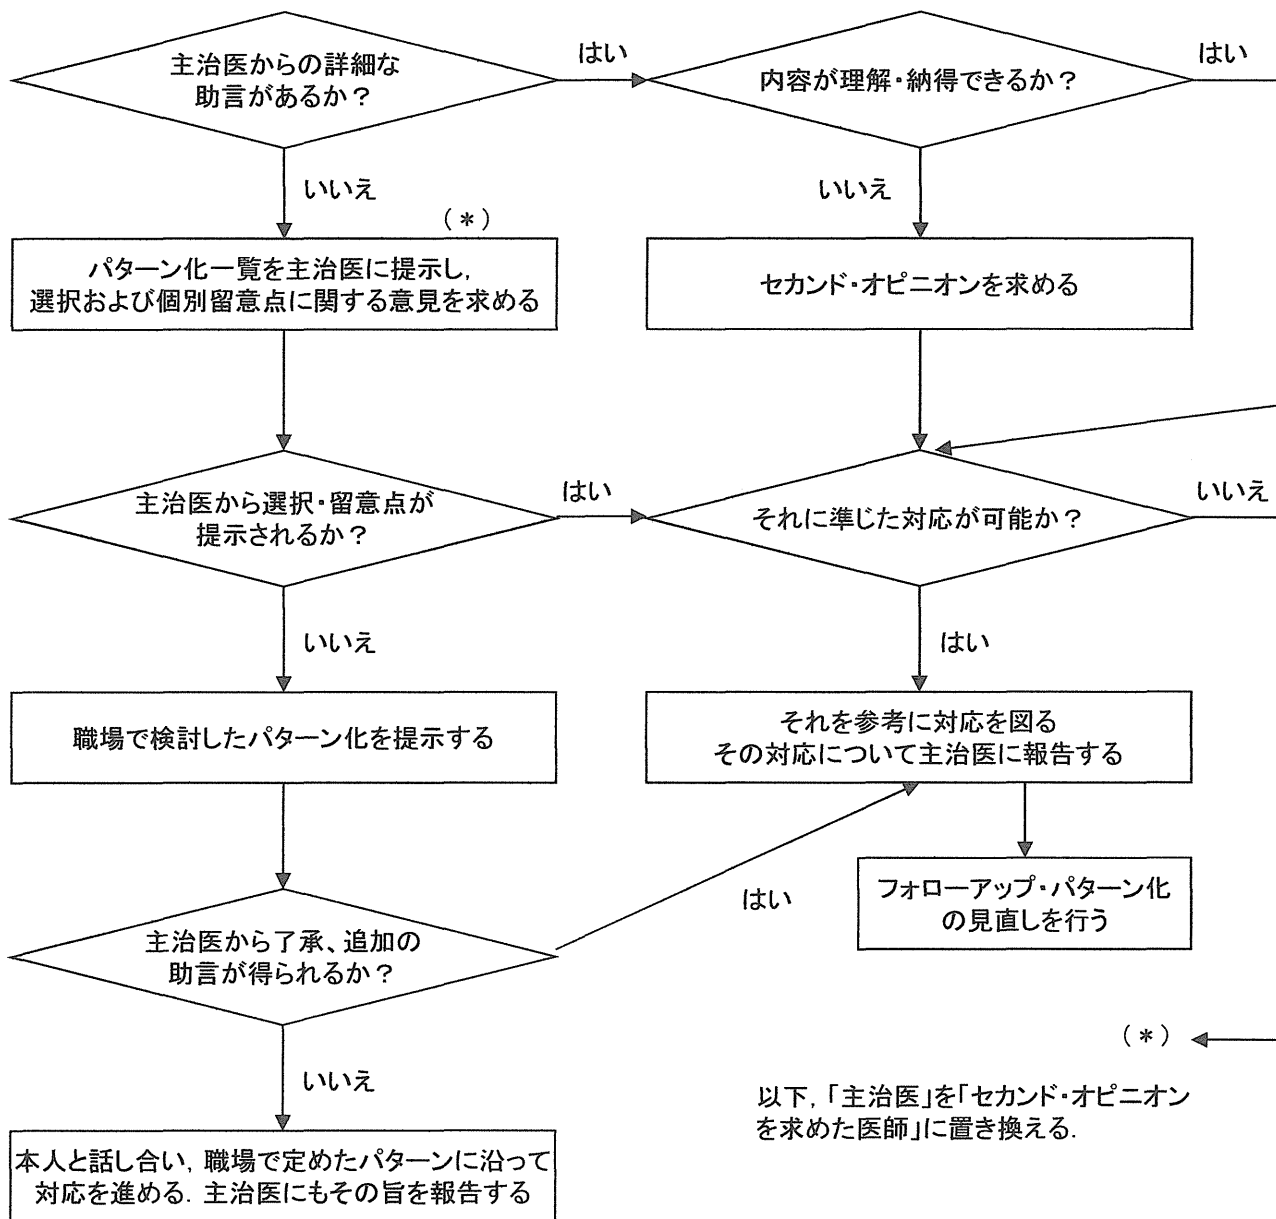 主治医からの詳細な
助言があるか？
はい
内容が理解・納得できるか？
はい
いいえ
いいえ
（＊）
パターン化一覧を主治医に提示し，
選択および個別留意点に関する意見を求める
セカンド・オピニオンを求める
主治医から選択・留意点が
提示されるか？
はい
それに準じた対応が可能か？
いいえ
いいえ
はい
職場で検討したパターン化を提示する
それを参考に対応を図る
その対応について主治医に報告する
はい
フォローアップ・パターン化
の見直しを行う
主治医から了承、追加の
助言が得られるか？
いいえ
（＊）
以下，「主治医」を「セカンド・オピニオン
を求めた医師」に置き換える．
本人と話し合い，職場で定めたパターンに沿って
対応を進める．主治医にもその旨を報告する